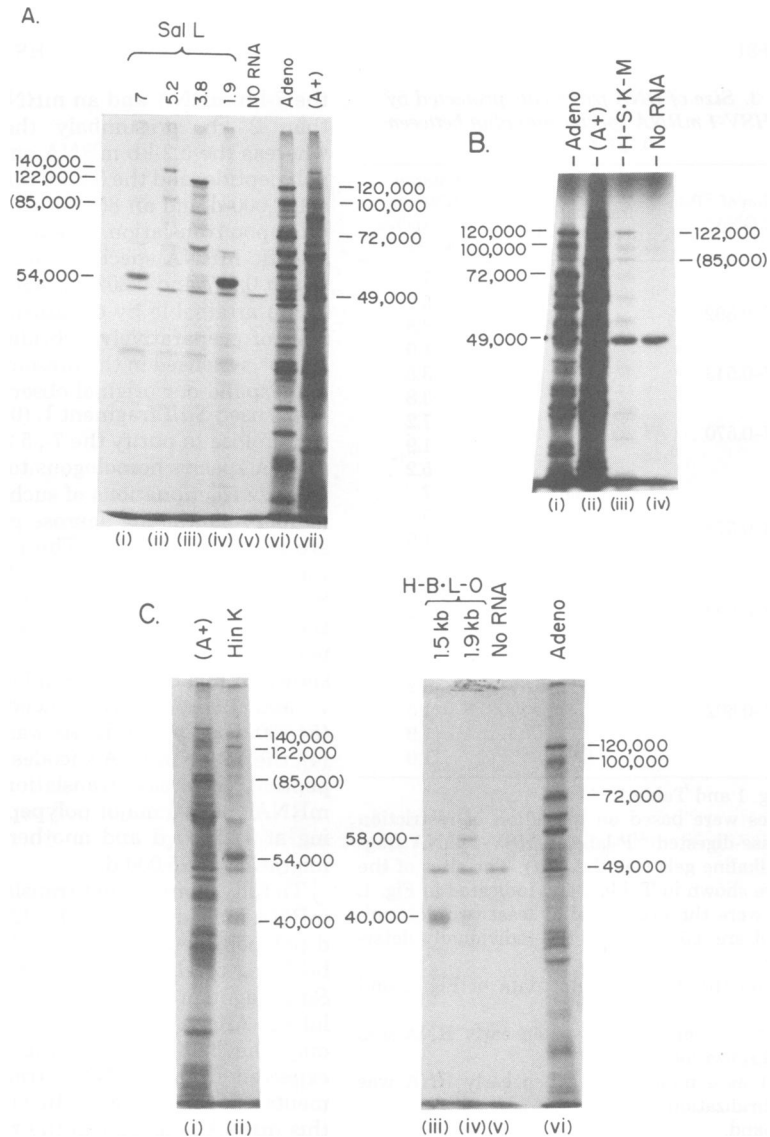 A.
Sal L
7
5.2
3.8
1.9
NO RNA
Adeno
(A+)
140,000
122,000
(85,000)
54,000
120,000
100,000
72,000
49,000
(i) (ii) (iii) (iv) (v) (vi) (vii)
B.
Adeno
(A+)
H-S·K-M
No RNA
120,000
100,000
72,000
49,000
122,000
(85,000)
(i) (ii) (iii) (iv)
C.
(A+)
Hin K
140,000
122,000
(85,000)
54,000
40,000
(i) (ii)
H-B·L-O
1.5 kb
1.9 kb
No RNA
Adeno
58,000
40,000
120,000
100,000
72,000
49,000
(iii) (iv) (v) (vi)